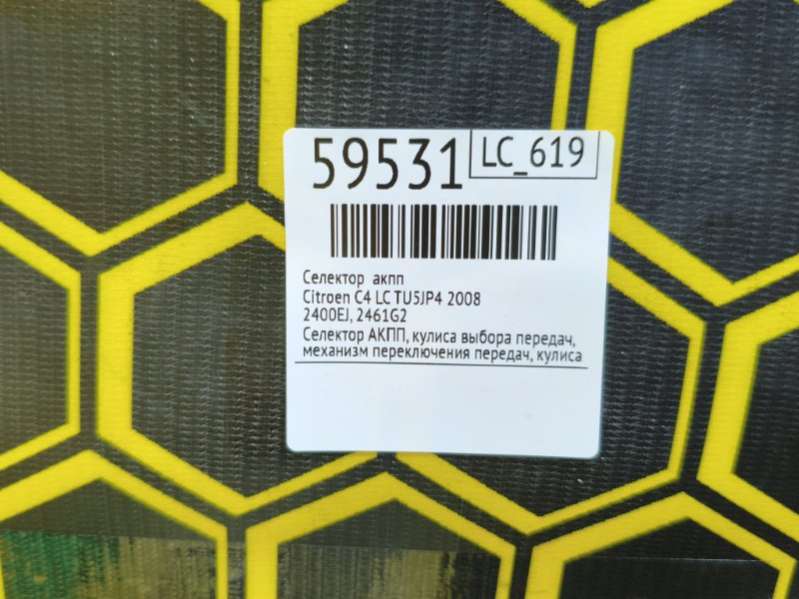 59531
LC_619
Селектор акпп
Citroen C4 LC TU5JP4 2008
2400EJ, 2461G2
Селектор АКПП, кулиса выбора передач,
механизм переключения передач, кулиса